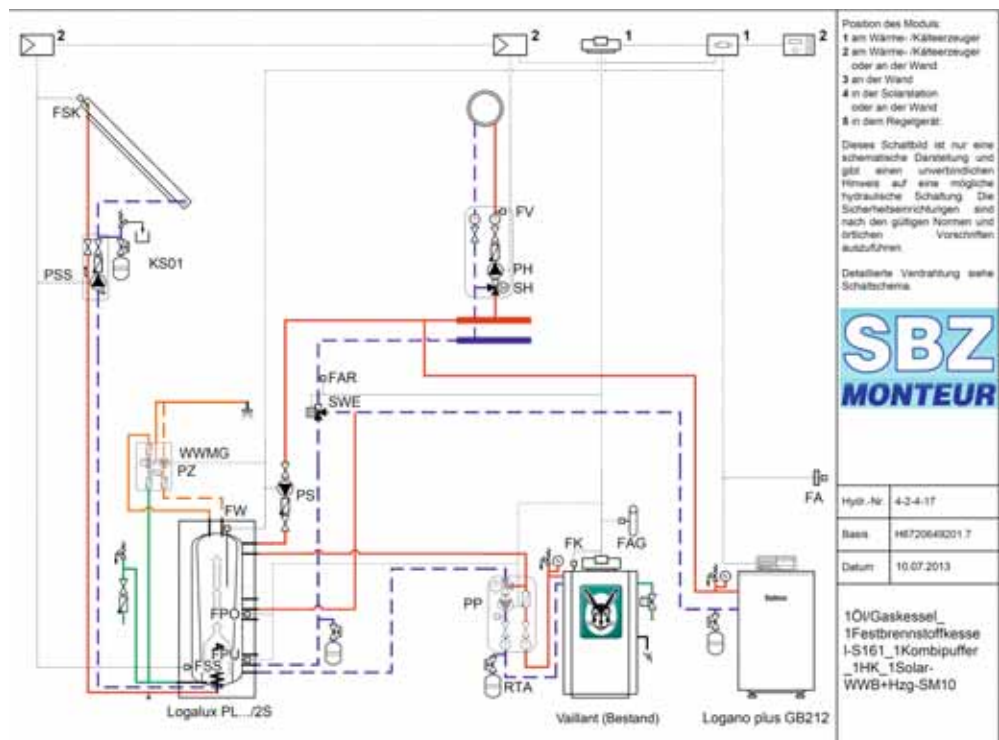 2
2
1
1
2
FSK
KS01
PSS
FV
PH
SH
FAR
SWE
WWMG
PZ
PS
FW
FPO
FPU
FSS
Logalux PL.../2S
PP
RTA
FK
FAG
Vaillant (Bestand)
FA
Logano plus GB212
Position des Moduls:
1 am Wärme- /Kälteerzeuger
2 am Wärme- /Kälteerzeuger
oder an der Wand
3 an der Wand
4 in der Solarstation
oder an der Wand
5 in dem Regelgerät
Dieses Schaltbild ist nur eine
schematische Darstellung und
gibt einen unverbindlichen
Hinweis auf eine mögliche
hydraulische Schaltung. Die
Sicherheitseinrichtungen sind
nach den gültigen Normen und
örtlichen Vorschriften
auszuführen.
Detaillierte Verdrahtung siehe
Schaltschema.
SBZ
MONTEUR
Hydr.-Nr. 4-2-4-17
Basis H6720649201.7
Datum 10.07.2013
1Öl/Gaskessel_
1Festbrennstoffkesse
l-S161_1Kombipuffer
_1HK_1Solar-
WWB+Hzg-SM10